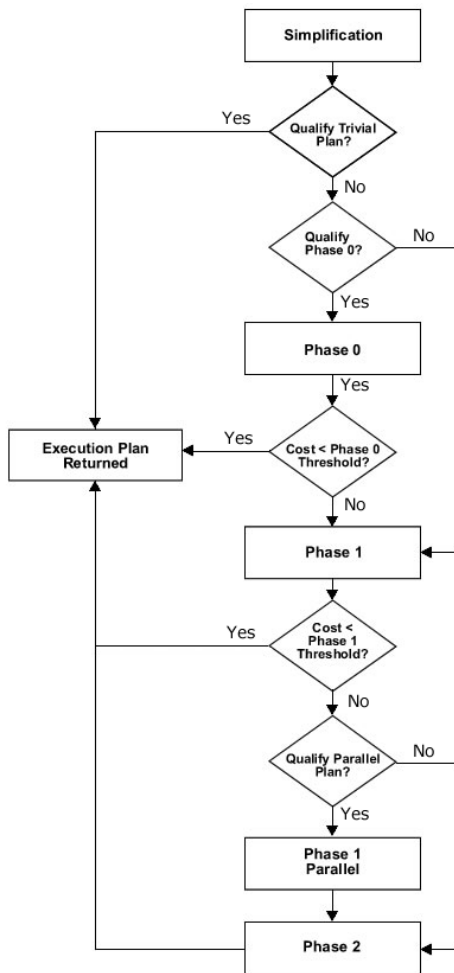 Simplification
Yes
Qualify Trivial
Plan?
No
Qualify
Phase 0?
No
Yes
Phase 0
Yes
Execution Plan
Returned
Yes
Cost < Phase 0
Threshold?
No
Phase 1
Yes
Cost <
Phase 1
Threshold?
No
Qualify Parallel
Plan?
No
Yes
Phase 1
Parallel
Phase 2